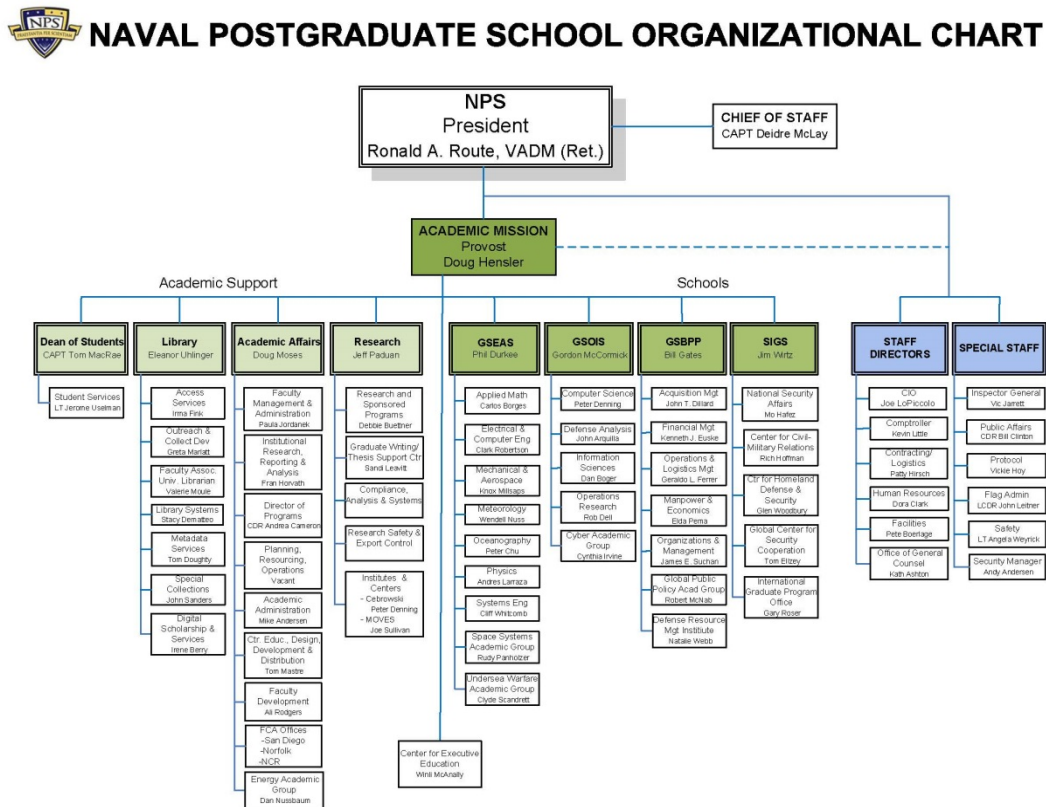 NPS
PRAESTANTIA PER SCIENTIAM
NAVAL POSTGRADUATE SCHOOL ORGANIZATIONAL CHART
NPS
President
Ronald A. Route, VADM (Ret.)
CHIEF OF STAFF
CAPT Deidre McLay
ACADEMIC MISSION
Provost
Doug Hensler
Academic Support
Schools
Dean of Students
CAPT Tom MacRae
Student Services
LT Jerome Uselman
Library
Eleanor Uhlinger
Access
Services
Irma Fink
Outreach &
Collect Dev
Greta Marlatt
Faculty Assoc.
Univ. Librarian
Valerie Moule
Library Systems
Stacy Dematteo
Metadata
Services
Tom Doughty
Special
Collections
John Sanders
Digital
Scholarship &
Services
Irene Berry
Academic Affairs
Doug Moses
Faculty
Management &
Administration
Paula Jordanek
Institutional
Research,
Reporting &
Analysis
Fran Horvath
Director of
Programs
CDR Andrea Cameron
Planning,
Resourcing,
Operations
Vacant
Academic
Administration
Mike Andersen
Ctr. Educ., Design,
Development &
Distribution
Tom Mastre
Faculty
Development
Ali Rodgers
FCA Offices
-San Diego
-Norfolk
-NCR
Energy Academic
Group
Dan Nussbaum
Research
Jeff Paduan
Research and
Sponsored
Programs
Debbie Buettner
Graduate Writing/
Thesis Support Ctr
Sandi Leavitt
Compliance,
Analysis & Systems
Research Safety &
Export Control
Institutes &
Centers
- Cebrowski
Peter Denning
- MOVES
Joe Sullivan
Center for Executive
Education
Winli McAnally
GSEAS
Phil Durkee
Applied Math
Carlos Borges
Electrical &
Computer Eng
Clark Robertson
Mechanical &
Aerospace
Knox Millsaps
Meteorology
Wendell Nuss
Oceanography
Peter Chu
Physics
Andres Larraza
Systems Eng
Cliff Whitcomb
Space Systems
Academic Group
Rudy Panholzer
Undersea Warfare
Academic Group
Clyde Scandrett
GSOIS
Gordon McCormick
Computer Science
Peter Denning
Defense Analysis
John Arquilla
Information
Sciences
Dan Boger
Operations
Research
Rob Dell
Cyber Academic
Group
Cynthia Irvine
GSBPP
Bill Gates
Acquisition Mgt
John T. Dillard
Financial Mgt
Kenneth J. Euske
Operations &
Logistics Mgt
Geraldo L. Ferrer
Manpower &
Economics
Elda Pema
Organizations &
Management
James E. Suchan
Global Public
Policy Acad Group
Robert McNab
Defense Resource
Mgt Institute
Natalie Webb
SIGS
Jim Wirtz
National Security
Affairs
Mo Hafez
Center for Civil-
Military Relations
Rich Hoffman
Ctr for Homeland
Defense & Security
Glen Woodbury
Global Center for
Security
Cooperation
Tom Elizey
International
Graduate Program
Office
Gary Roser
STAFF
DIRECTORS
CIO
Joe LoPiccolo
Comptroller
Kevin Little
Contracting/
Logistics
Patty Hirsch
Human Resources
Dora Clark
Facilities
Pete Boerlage
Office of General
Counsel
Kath Ashton
SPECIAL STAFF
Inspector General
Vic Jarrett
Public Affairs
CDR Bill Clinton
Protocol
Vickie Hoy
Flag Admin
LCDR John Leitner
Safety
LT Angela Weyrick
Security Manager
Andy Andersen